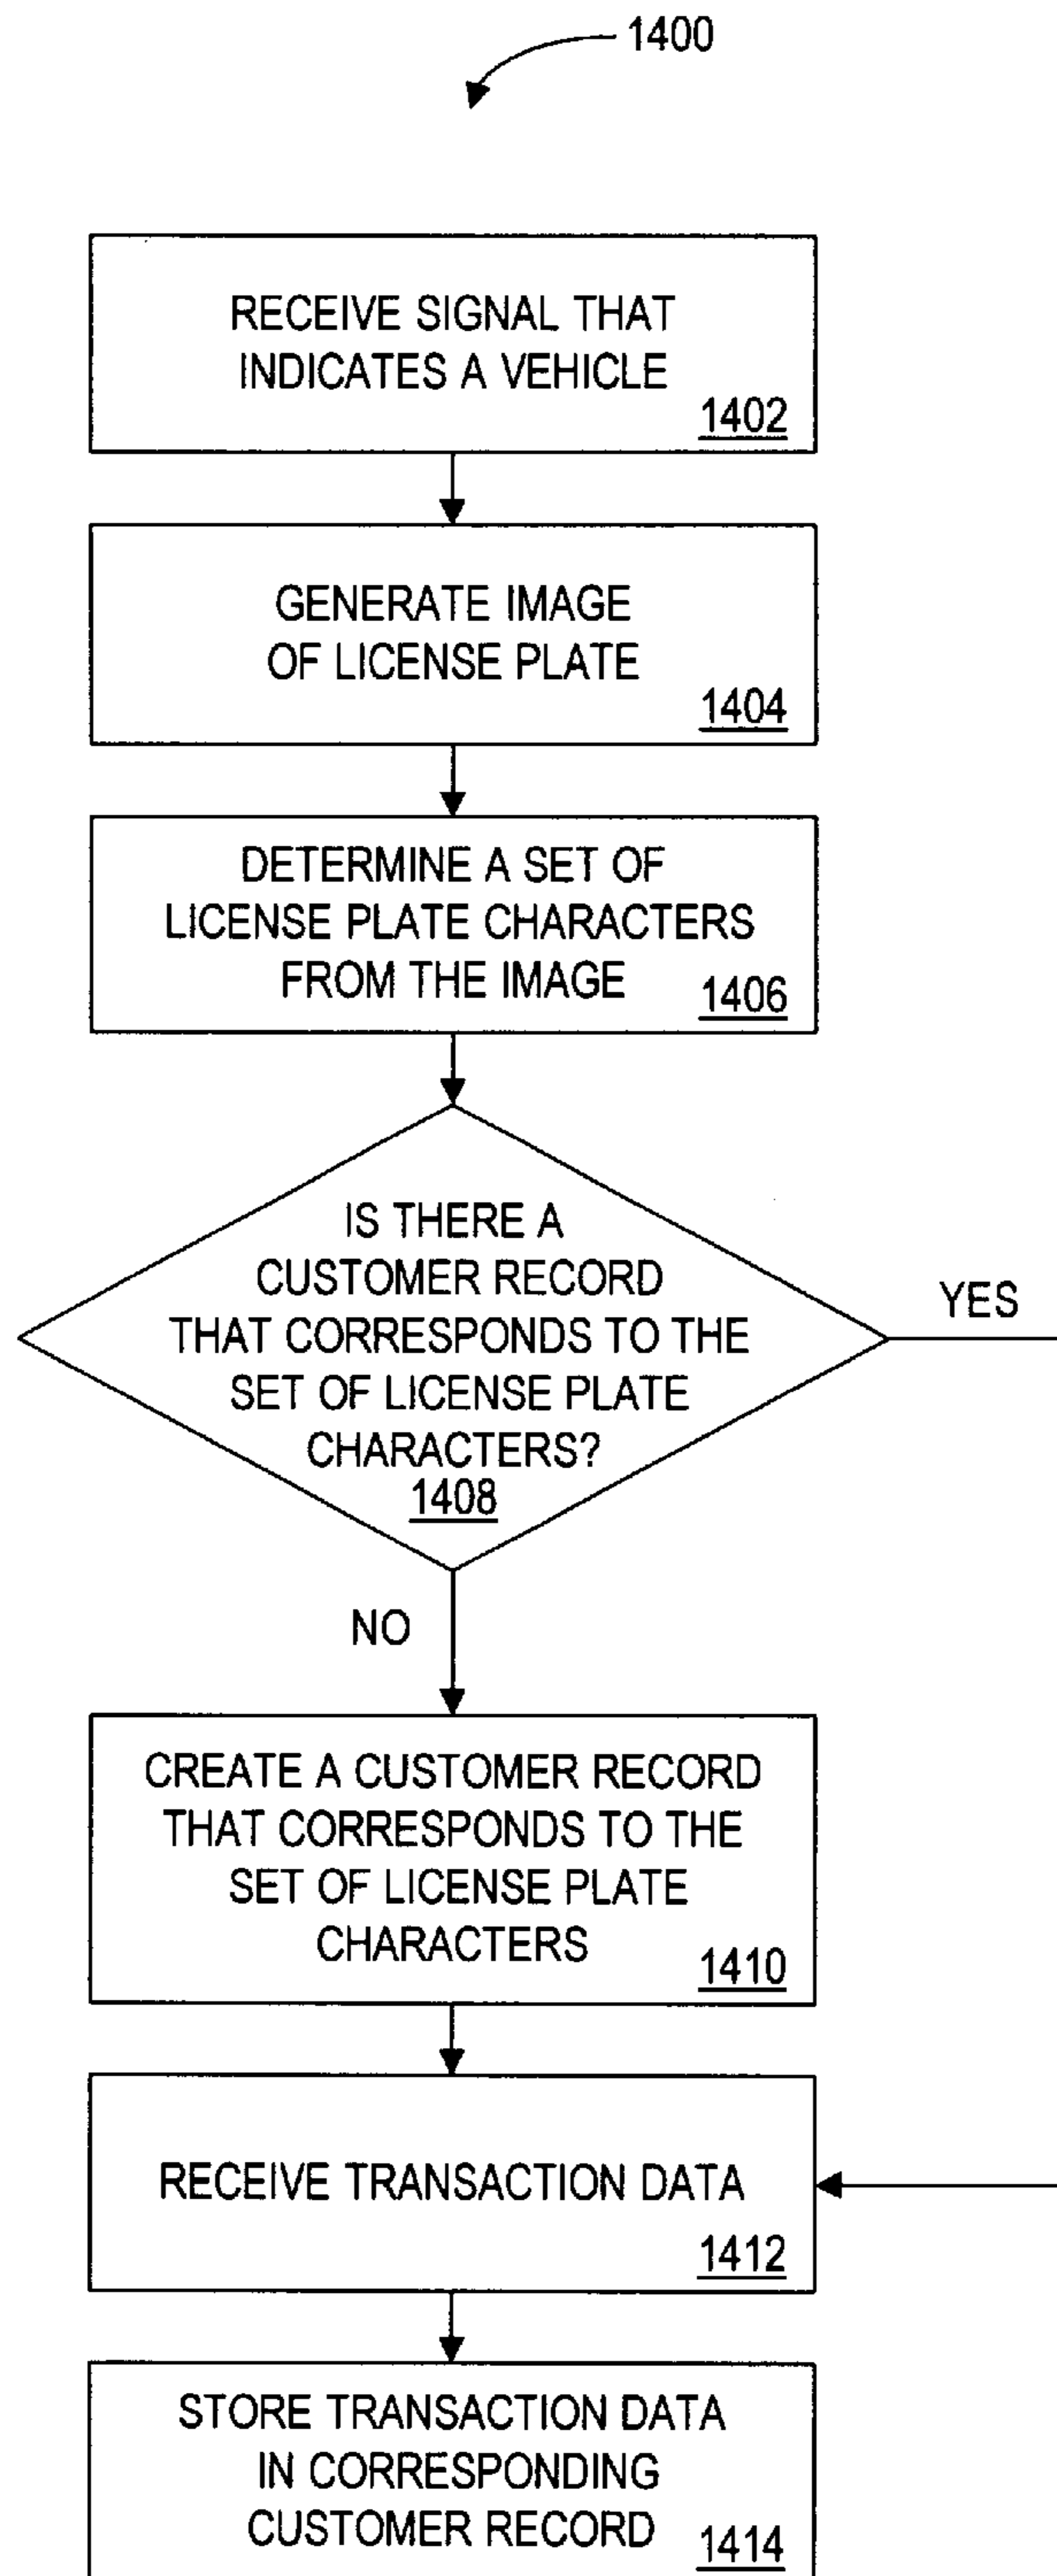 1400
RECEIVE SIGNAL THAT
INDICATES A VEHICLE
1402
GENERATE IMAGE
OF LICENSE PLATE
1404
DETERMINE A SET OF
LICENSE PLATE CHARACTERS
FROM THE IMAGE
1406
IS THERE A
CUSTOMER RECORD
THAT CORRESPONDS TO THE
SET OF LICENSE PLATE
CHARACTERS?
1408
YES
NO
CREATE A CUSTOMER RECORD
THAT CORRESPONDS TO THE
SET OF LICENSE PLATE
CHARACTERS
1410
RECEIVE TRANSACTION DATA
1412
STORE TRANSACTION DATA
IN CORRESPONDING
CUSTOMER RECORD
1414